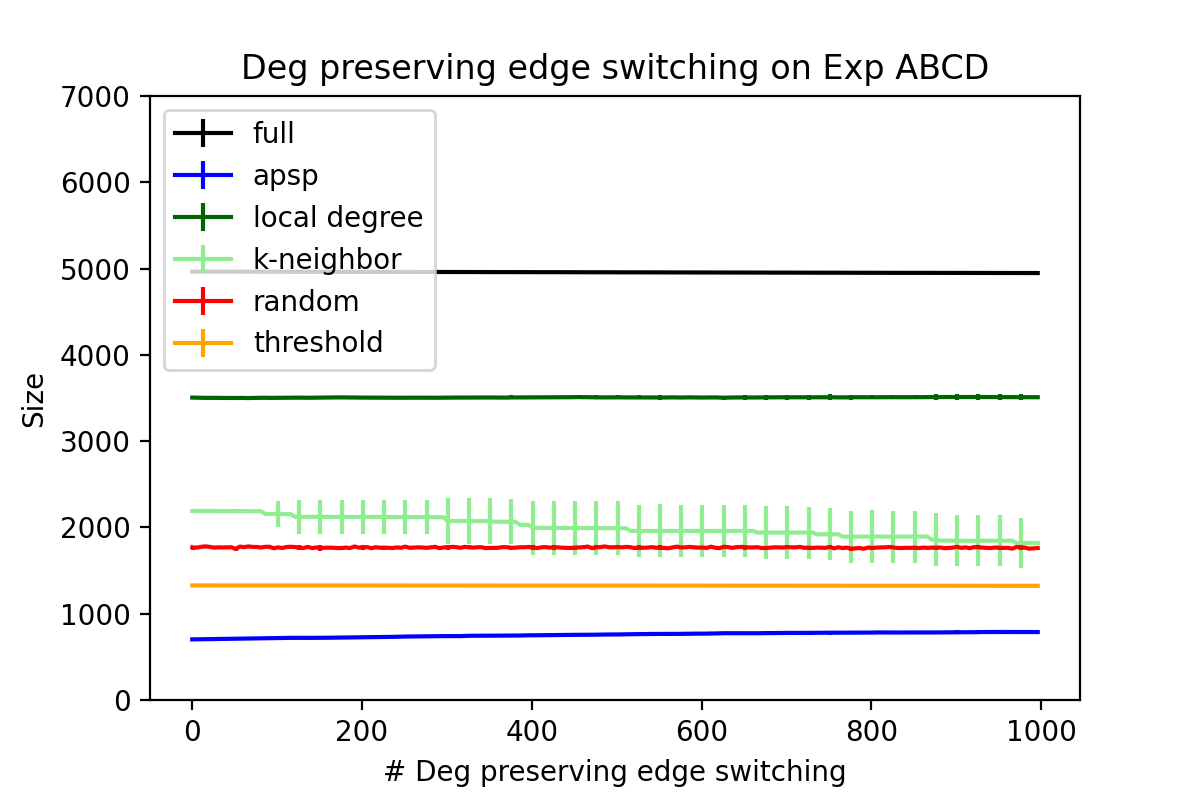 Deg preserving edge switching on Exp ABCD
7000
6000
5000
4000
3000
2000
1000
0
Size
full
apsp
local degree
k-neighbor
random
threshold
0
200
400
600
800
1000
# Deg preserving edge switching